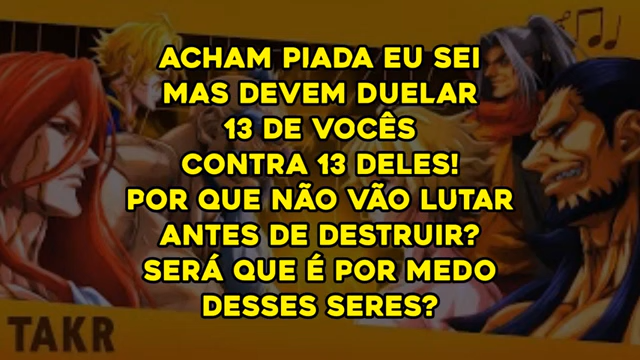 ACHAM PIADA EU SEI
MAS DEVEM DUELAR
13 DE VOCÊS
CONTRA 13 DELES!
POR QUE NÃO VÃO LUTAR
ANTES DE DESTRUIR?
SERÁ QUE É POR MEDO
DESSES SERES?
TAKR